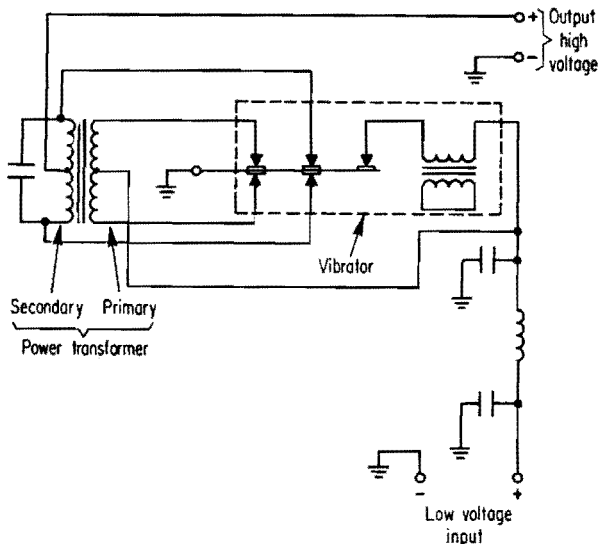 + Output
high
- voltage
Vibrator
Secondary Primary
Power transformer
- +
Low voltage
input